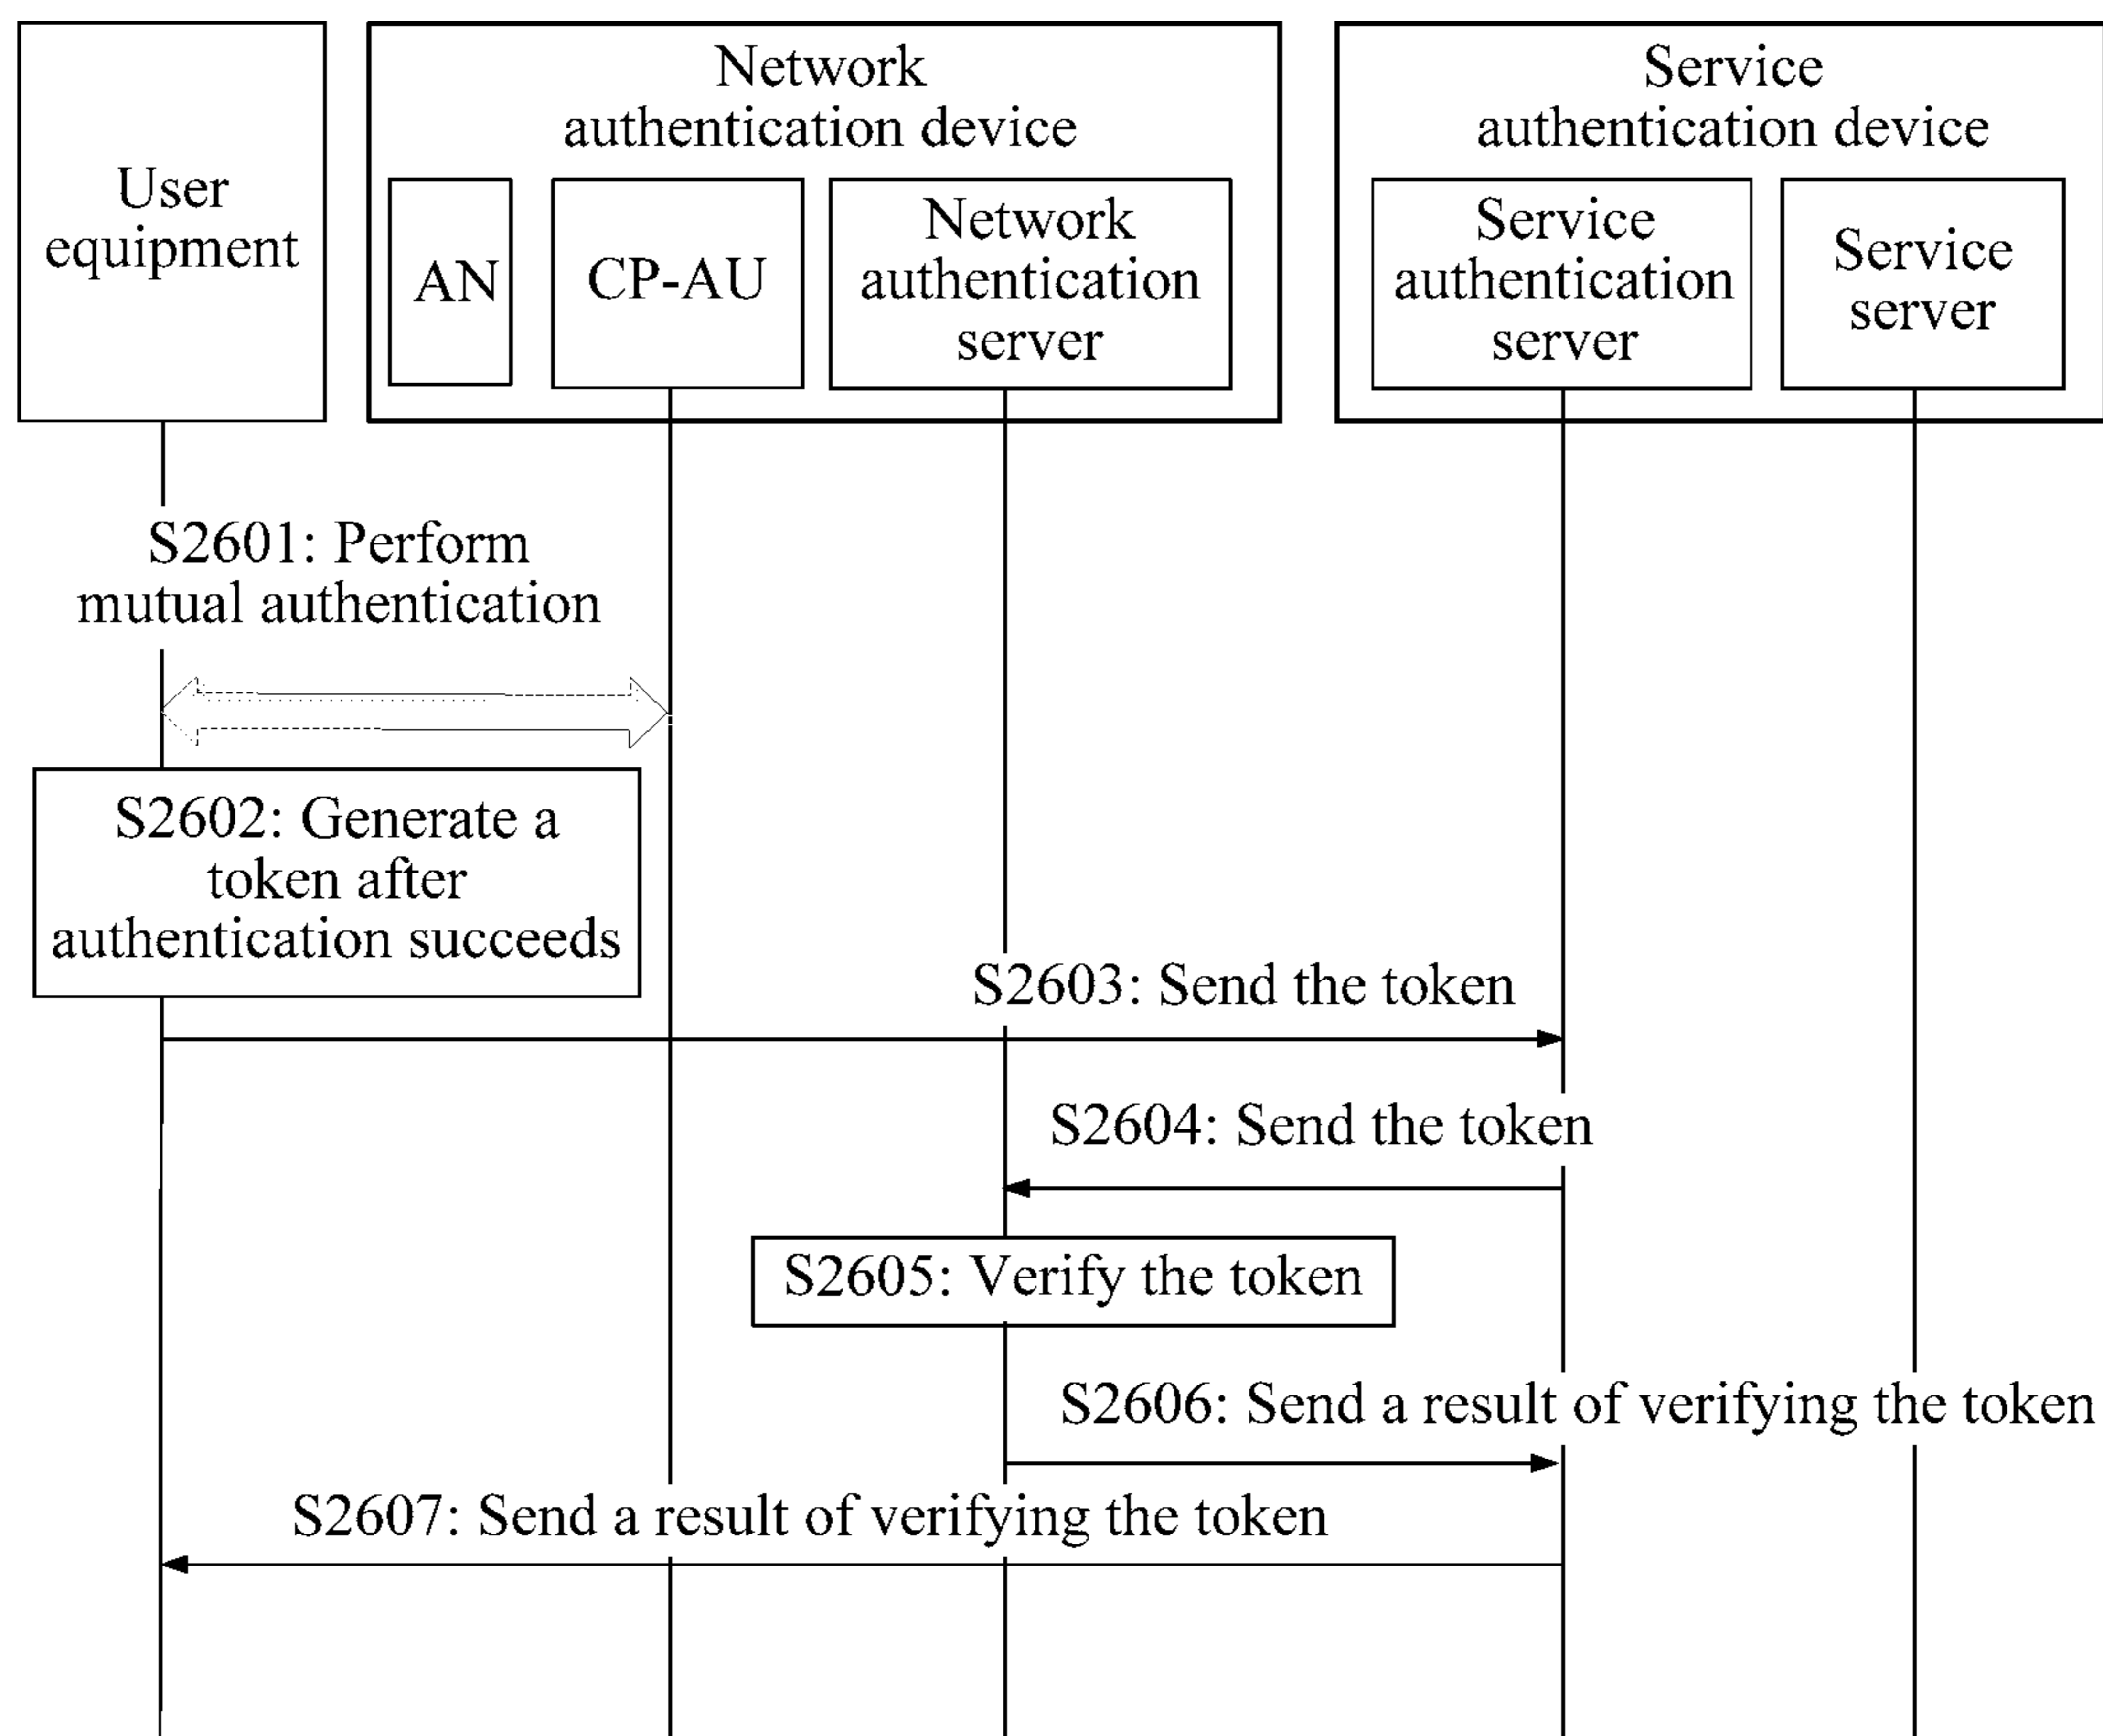 User
equipment
Network
authentication device
AN
CP-AU
Network
authentication
server
Service
authentication device
Service
authentication
server
Service
server
S2601: Perform
mutual authentication
S2602: Generate a
token after
authentication succeeds
S2603: Send the token
S2604: Send the token
S2605: Verify the token
S2606: Send a result of verifying the token
S2607: Send a result of verifying the token